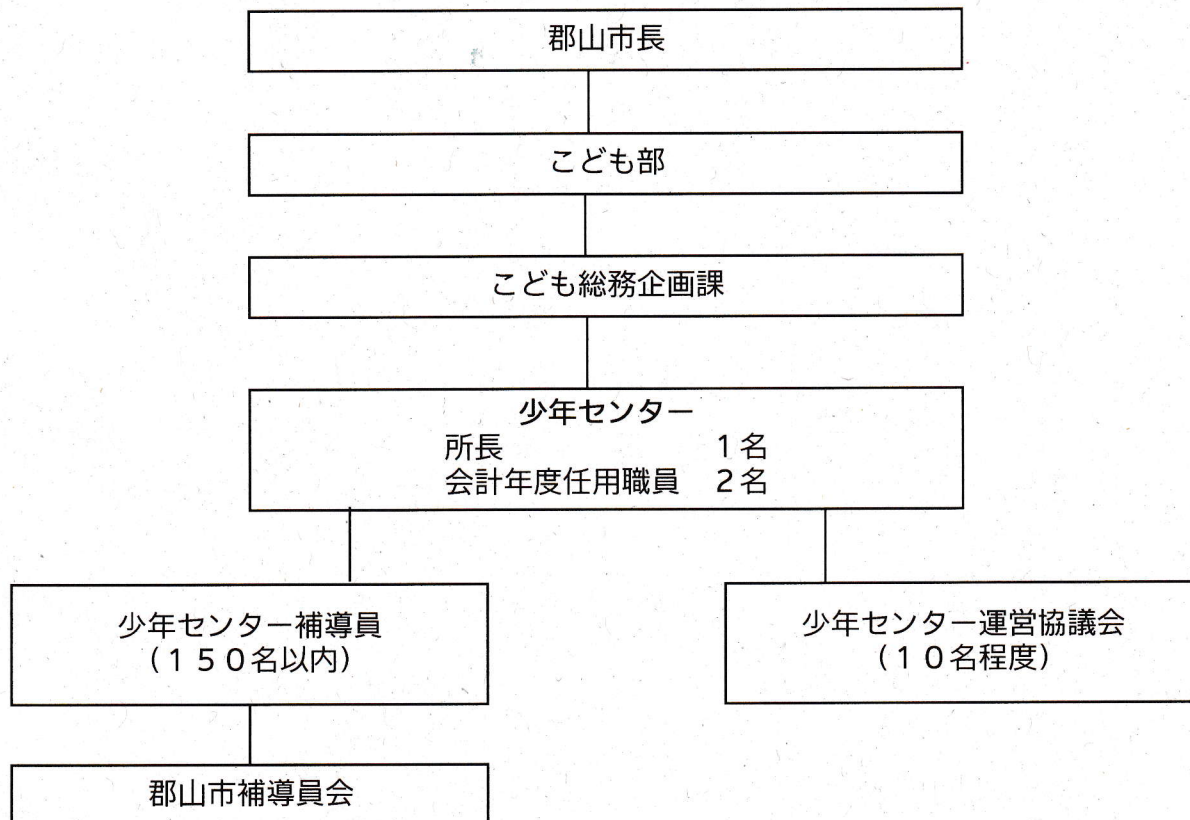 郡山市長
こども部
こども総務企画課
少年センター
所長　　　　　　　１名
会計年度任用職員　２名
少年センター補導員
（１５０名以内）
少年センター運営協議会
（１０名程度）
郡山市補導員会